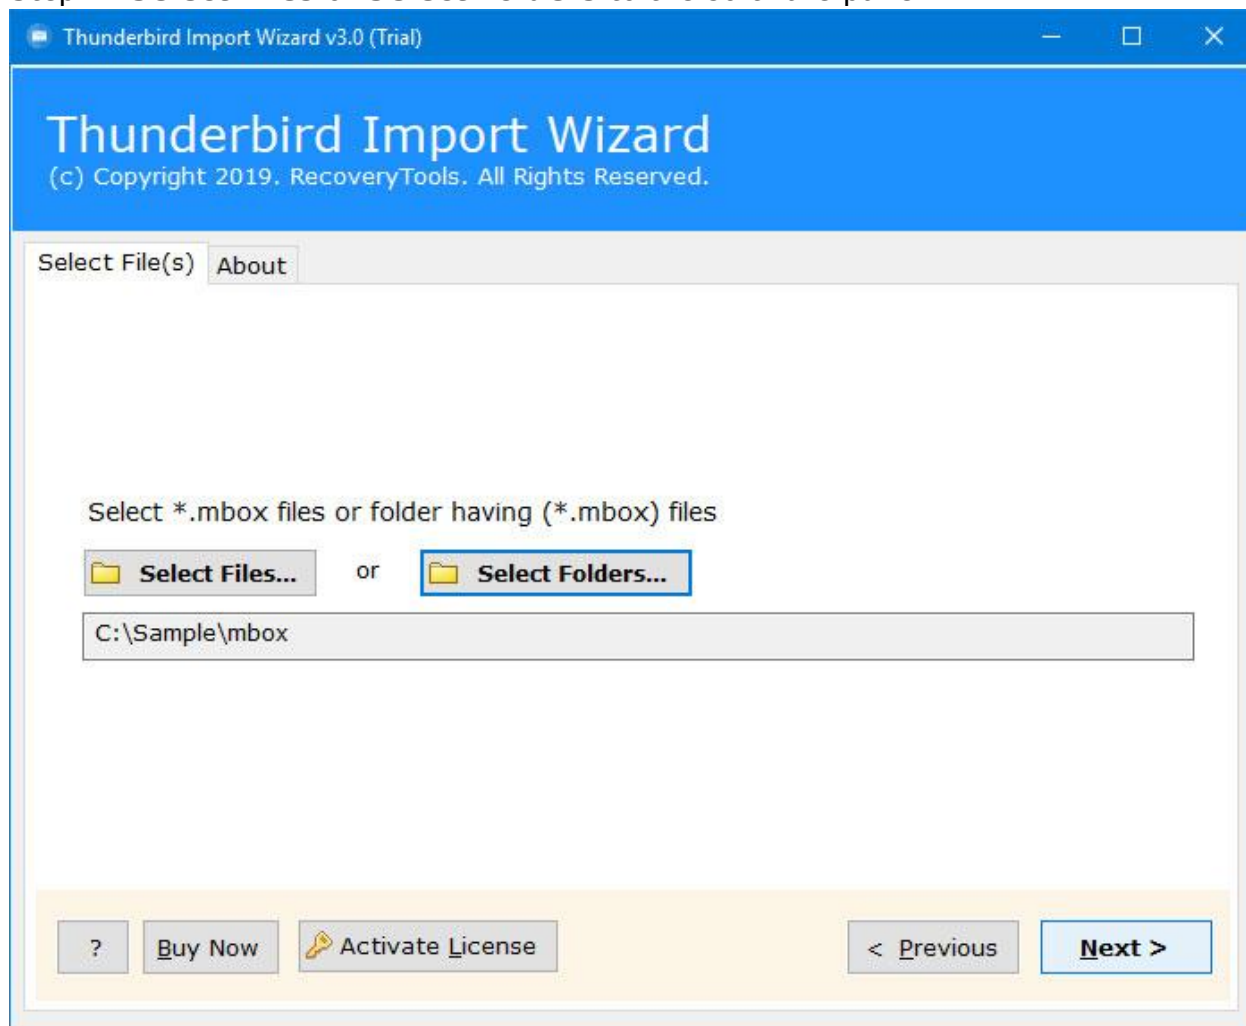 Thunderbird Import Wizard v3.0 (Trial)
Thunderbird Import Wizard
(c) Copyright 2019. RecoveryTools. All Rights Reserved.
Select File(s) About
Select *.mbox files or folder having (*.mbox) files
Select Files... or Select Folders...
C:\Sample\mbox
? Buy Now Activate License < Previous Next >